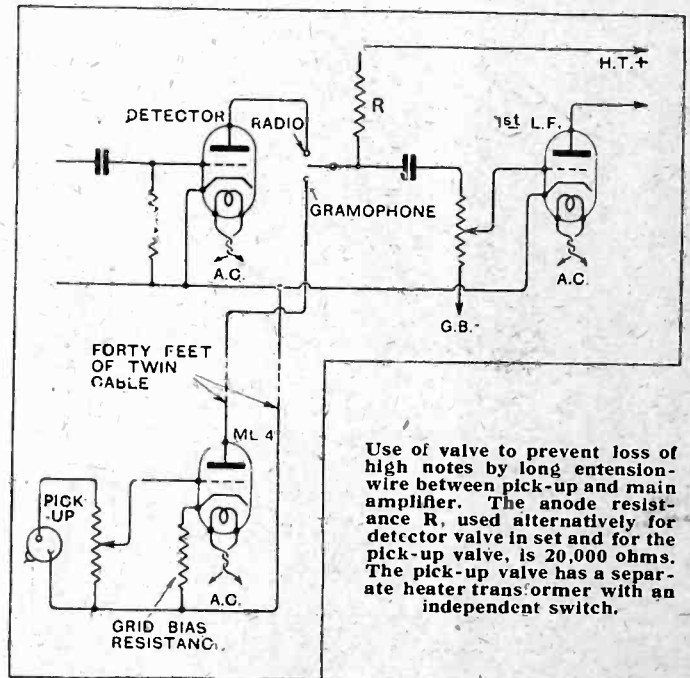 H.T.+
DETECTOR
RADIO
R
1st L.F.
GRAMOPHONE
A.C.
A.C.
G.B.-
FORTY FEET
OF TWIN
CABLE
ML 4
PICK
-UP
A.C.
GRID BIAS
RESISTANC
Use of valve to prevent loss of
high notes by long entension-
wire between pick-up and main
amplifier. The anode resist-
ance R, used alternatively for
detector valve in set and for the
pick-up valve, is 20,000 ohms.
The pick-up valve has a separ-
ate heater transformer with an
independent switch.